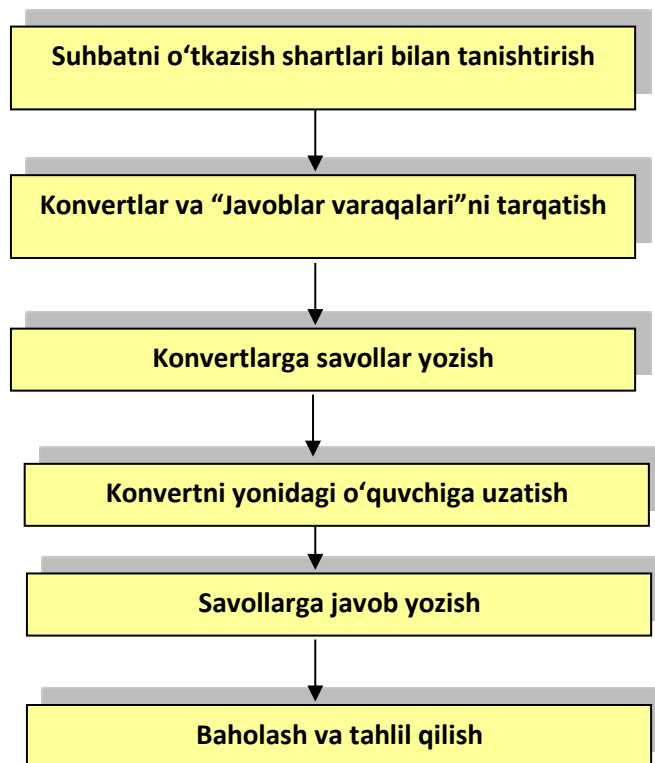 Suhbatni o‘tkazish shartlari bilan tanishtirish
Konvertlar va “Javoblar varaqalari”ni tarqatish
Konvertlarga savollar yozish
Konvertni yonidagi o‘quvchiga uzatish
Savollarga javob yozish
Baholash va tahlil qilish